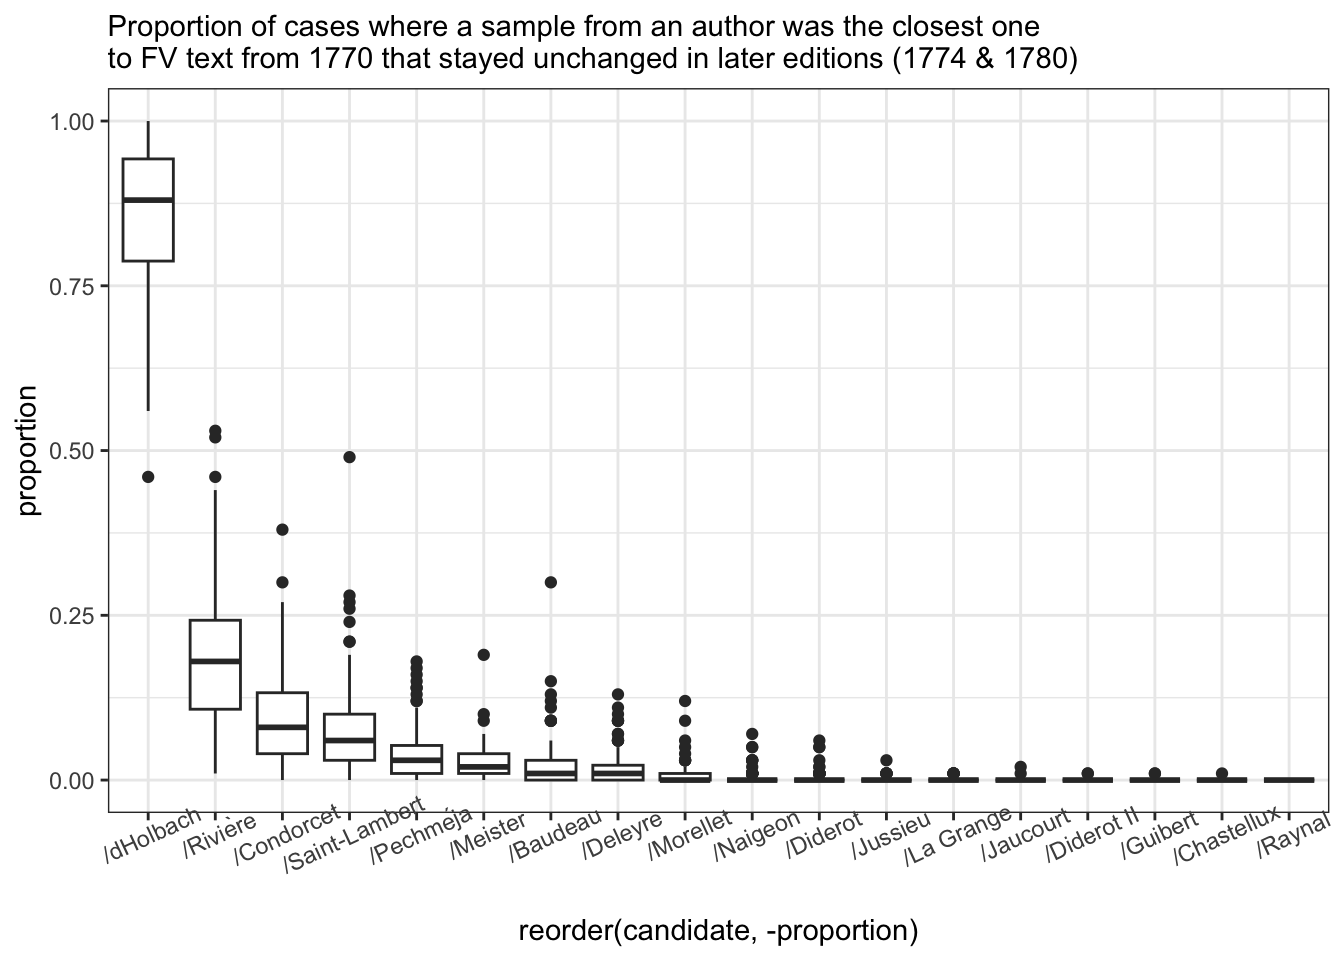 Proportion of cases where a sample from an author was the closest one
to FV text from 1770 that stayed unchanged in later editions (1774 & 1780)
1.00
0.75
0.50
0.25
0.00
proportion
/dHolbach
/Rivière
/Condorcet
/Saint-Lambert
/Pechméja
/Meister
/Baudeau
/Deleyre
/Morellet
/Naigeon
/Diderot
/Jussieu
/La Grange
/Jaucourt
/Diderot II
/Guibert
/Chastellux
/Raynal
reorder(candidate, -proportion)